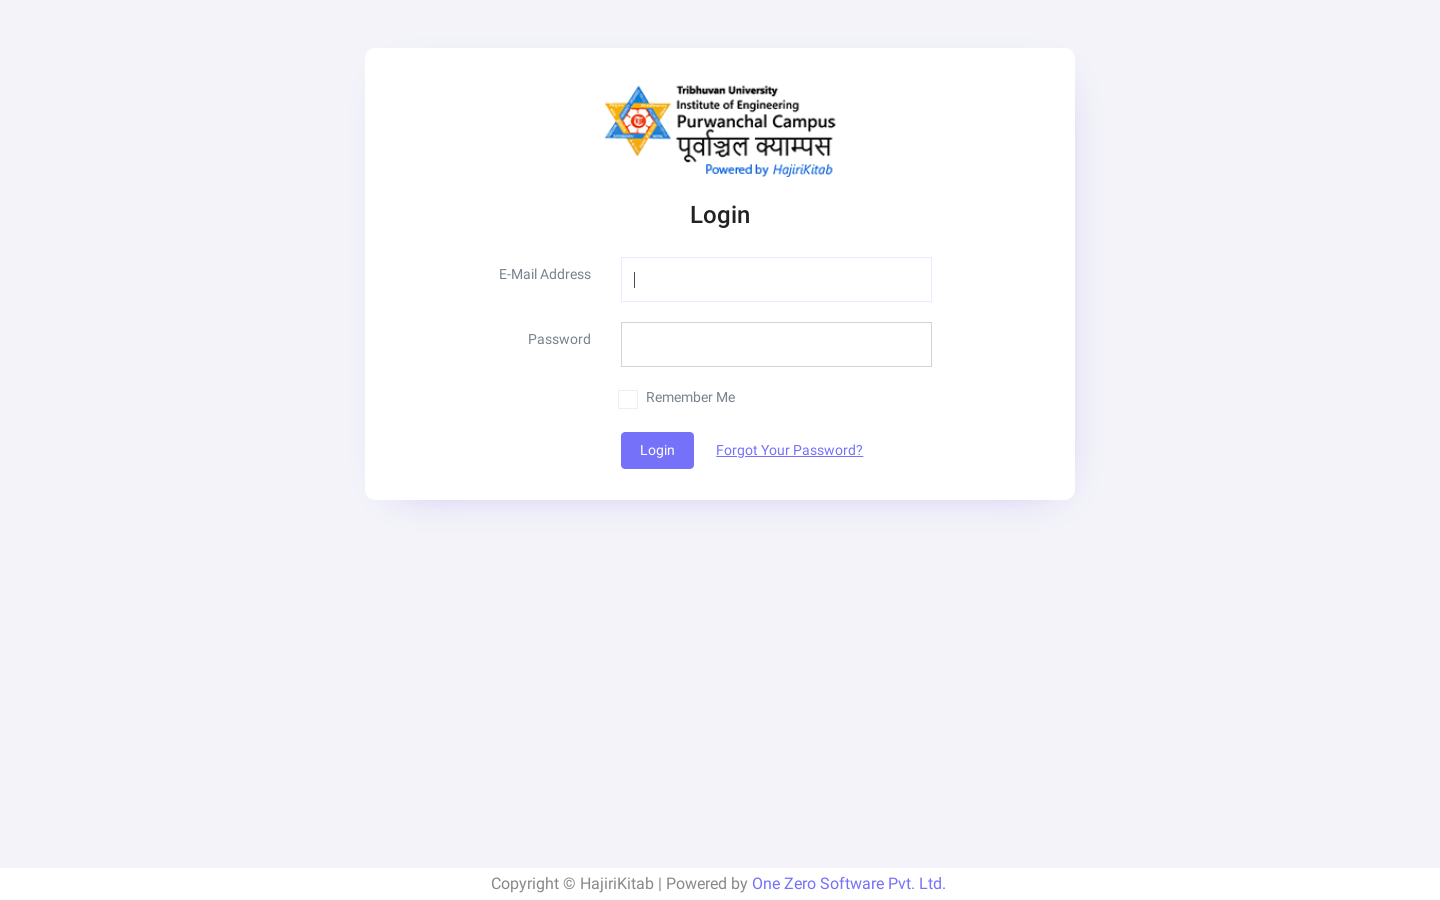 Tribhuvan University
Institute of Engineering
Purwanchal Campus
पूर्वाञ्चल क्याम्पस
Powered by HajiriKitab
Login
E-Mail Address
Password
Remember Me
Login Forgot Your Password?
Copyright © HajiriKitab | Powered by One Zero Software Pvt. Ltd.